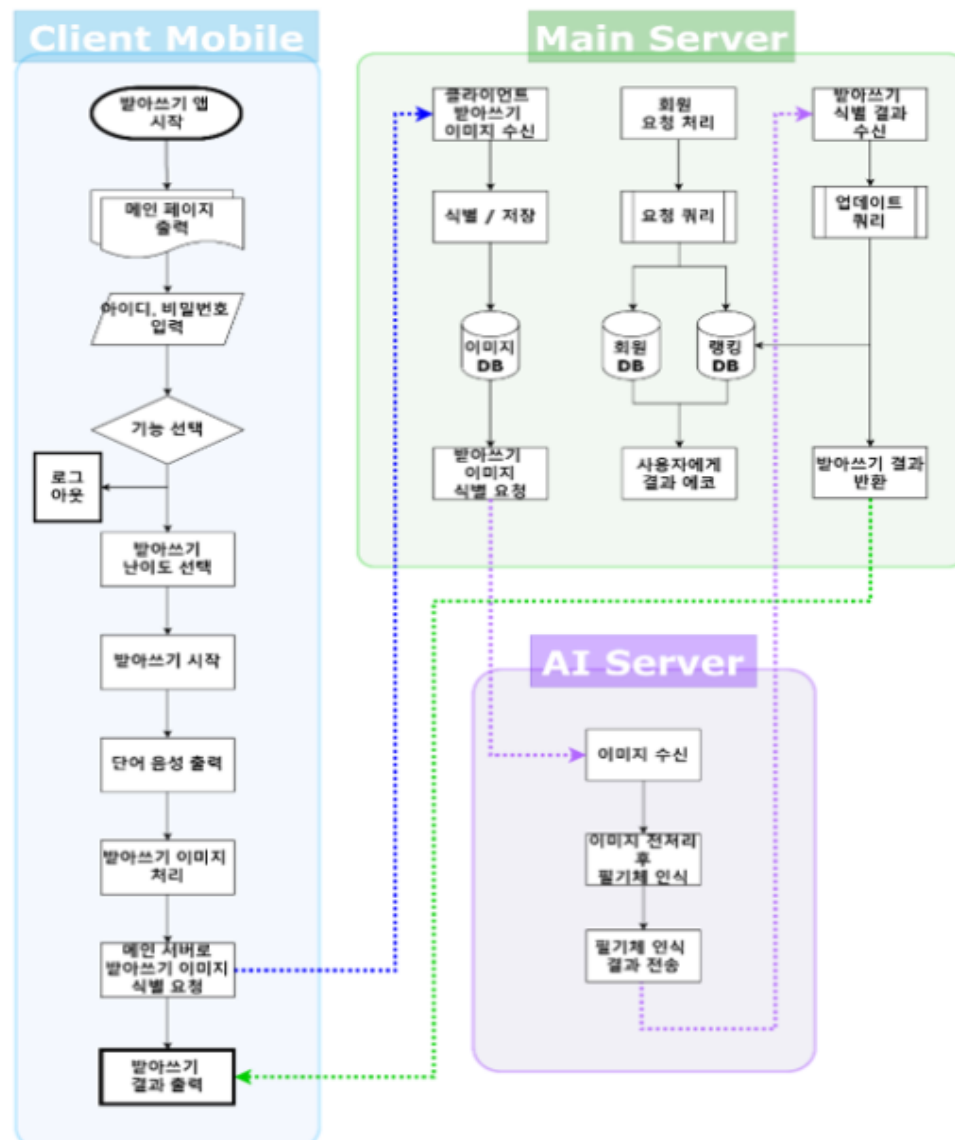 Client Mobile
받아쓰기 앱
시작
메인 페이지
출력
아이디, 비밀번호
입력
기능 선택
로그
아웃
받아쓰기
난이도 선택
받아쓰기 시작
단어 음성 출력
받아쓰기 이미지
처리
메인 서버로
받아쓰기 이미지
식별 요청
받아쓰기
결과 출력
Main Server
클라이언트
받아쓰기
이미지 수신
식별 / 저장
이미지
DB
받아쓰기
이미지
식별 요청
회원
요청 처리
요청 쿼리
회원
DB
랭킹
DB
사용자에게
결과 에코
받아쓰기
식별 결과
수신
업데이트
쿼리
받아쓰기 결과
반환
AI Server
이미지 수신
이미지 전처리
후
필기체 인식
필기체 인식
결과 전송